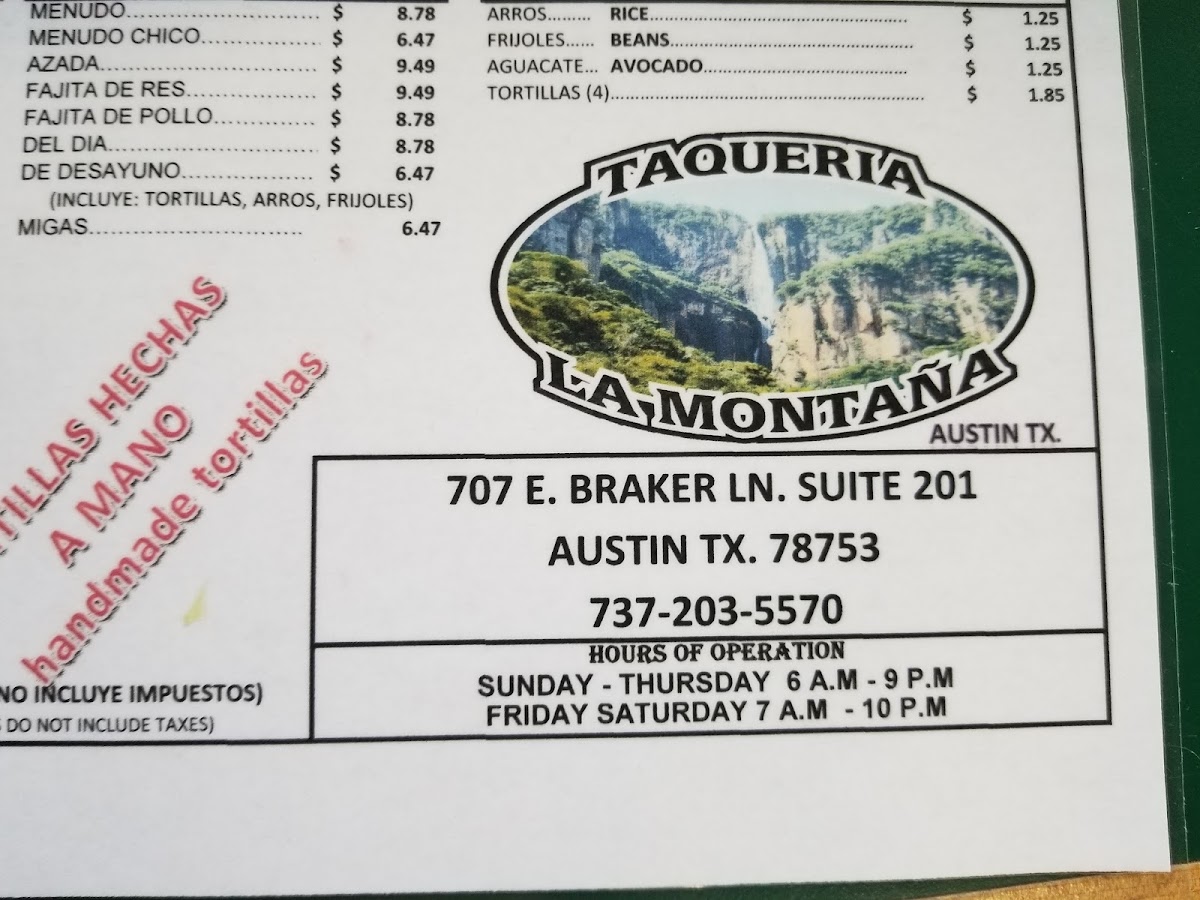 MENUDO.................................. $ 8.78
MENUDO CHICO...................... $ 6.47
AZADA.................................. $ 9.49
FAJITA DE RES...................... $ 9.49
FAJITA DE POLLO................ $ 8.78
DEL DIA................................. $ 8.78
DE DESAYUNO.................... $ 6.47
(INCLUYE: TORTILLAS, ARROS, FRIJOLES)
MIGAS.................................. 6.47
ARROS......... RICE................................................ $ 1.25
FRIJOLES...... BEANS............................................. $ 1.25
AGUACATE... AVOCADO...................................... $ 1.25
TORTILLAS (4)............................................................ $ 1.85
TAQUERIA
LA MONTAÑA
AUSTIN TX.
TILLAS HECHAS
A MANO
handmade tortillas
707 E. BRAKER LN. SUITE 201
AUSTIN TX. 78753
737-203-5570
HOURS OF OPERATION
SUNDAY - THURSDAY 6 A.M - 9 P.M
FRIDAY SATURDAY 7 A.M - 10 P.M
NO INCLUYE IMPUESTOS)
DO NOT INCLUDE TAXES)